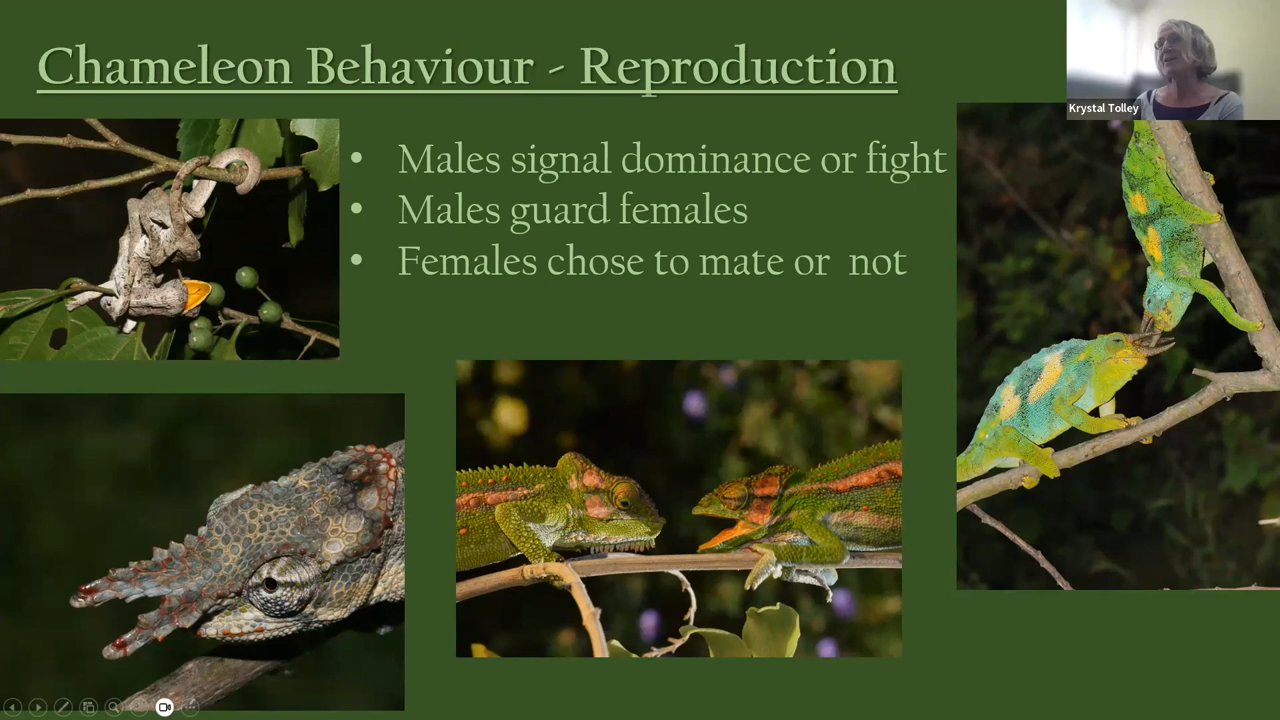 Chameleon Behaviour - Reproduction
Krystal Tolley
• Males signal dominance or fight
• Males guard females
• Females chose to mate or  not